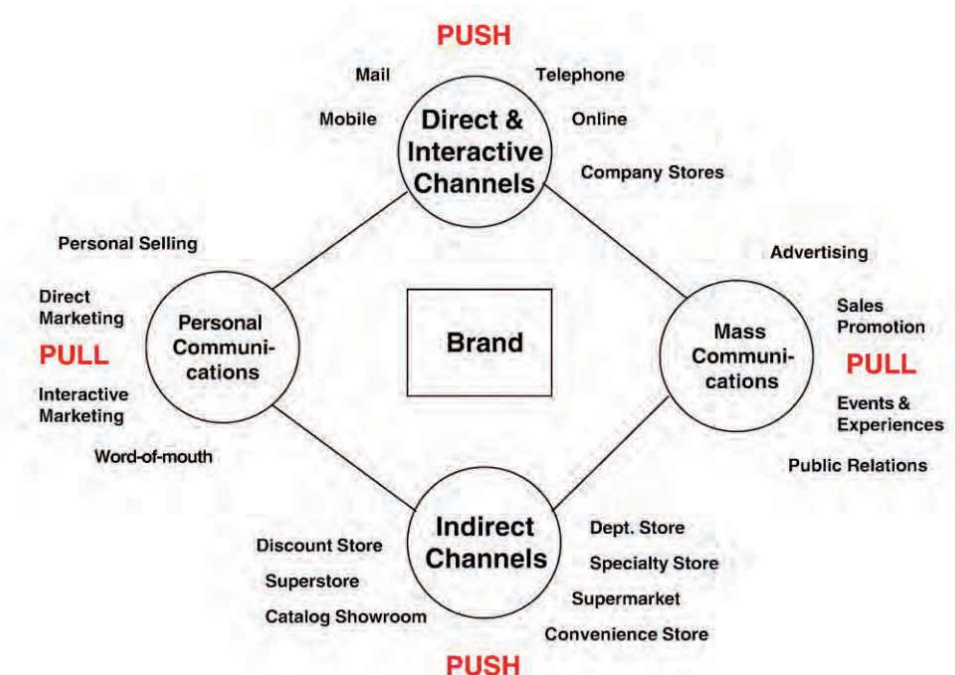 PUSH
Mail
Telephone
Mobile
Direct &
Interactive
Channels
Online
Company Stores
Personal Selling
Advertising
Direct
Marketing
PULL
Interactive
Marketing
Word-of-mouth
Personal
Communi-
cations
Brand
Mass
Communi-
cations
Sales
Promotion
PULL
Events &
Experiences
Public Relations
Indirect
Channels
Discount Store
Superstore
Catalog Showroom
Dept. Store
Specialty Store
Supermarket
Convenience Store
PUSH